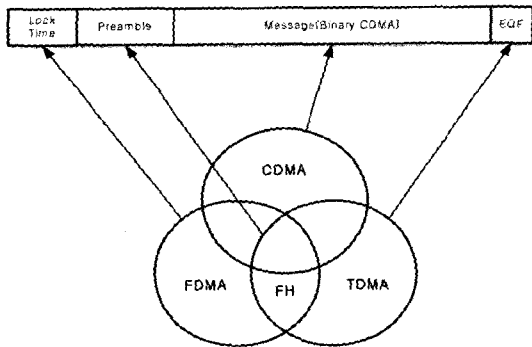 Lock
Time
Preamble
Message(Binary CDMA)
EOF
CDMA
FDMA
FH
TDMA